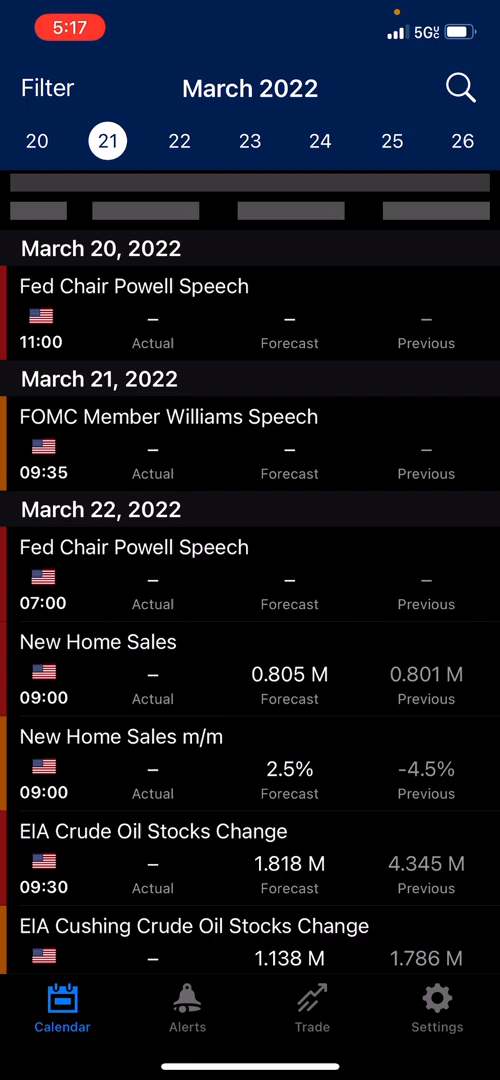 5:17
5G UC
Filter
March 2022
20 21 22 23 24 25 26
March 20, 2022
Fed Chair Powell Speech
– – –
11:00 Actual Forecast Previous
March 21, 2022
FOMC Member Williams Speech
– – –
09:35 Actual Forecast Previous
March 22, 2022
Fed Chair Powell Speech
– – –
07:00 Actual Forecast Previous
New Home Sales
– 0.805 M 0.801 M
09:00 Actual Forecast Previous
New Home Sales m/m
– 2.5% -4.5%
09:00 Actual Forecast Previous
EIA Crude Oil Stocks Change
– 1.818 M 4.345 M
09:30 Actual Forecast Previous
EIA Cushing Crude Oil Stocks Change
– 1.138 M 1.786 M
Calendar Alerts Trade Settings